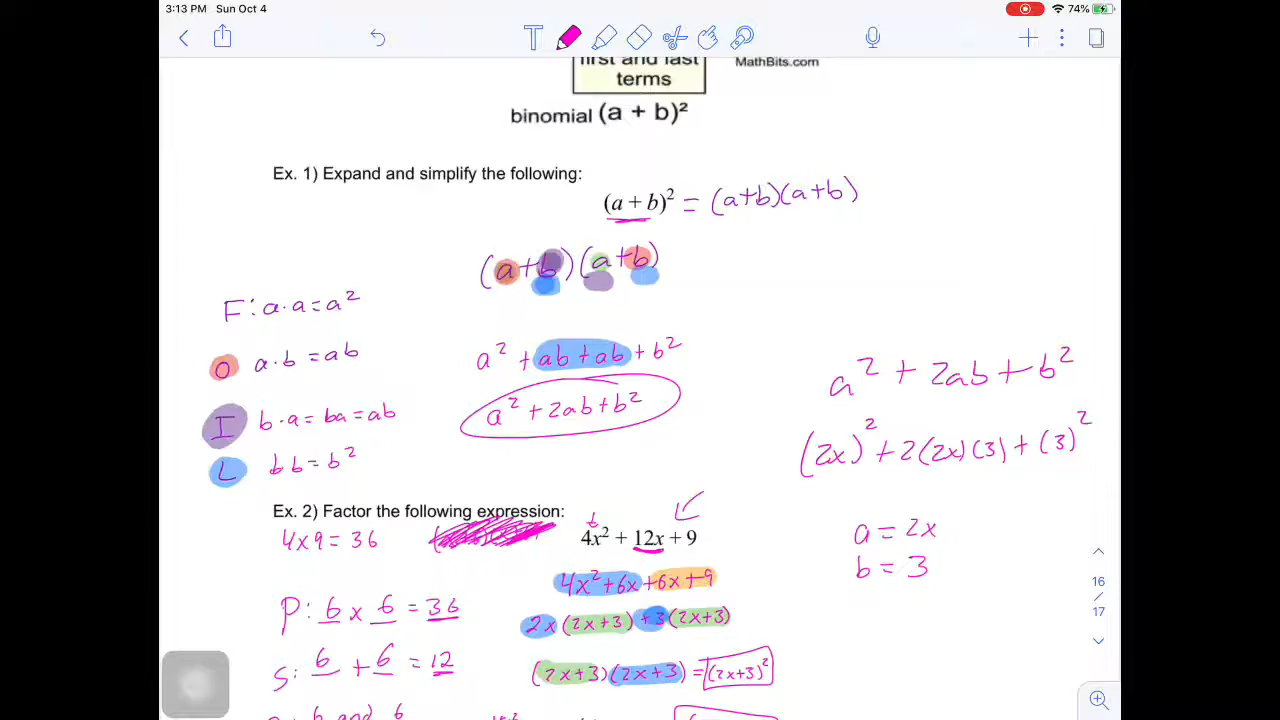 3:13 PM Sun Oct 4
74%
first and last
terms
MathBits.com
binomial (a + b)²
Ex. 1) Expand and simplify the following:
(a + b)² = (a+b)(a+b)
(a+b)(a+b)
F: a·a=a²
O a·b=ab
I b·a=ba=ab
L bb=b²
a²+ab+ab+b²
a²+2ab+b²
a²+2ab+b²
(2x)²+2(2x)(3)+(3)²
a=2x
b=3
Ex. 2) Factor the following expression:
4x² + 12x + 9
4x9=36
4x²+6x+6x+9
P: 6 x 6 = 36
2x(2x+3)+3(2x+3)
S: 6 + 6 = 12
(2x+3)(2x+3)=(2x+3)²
6 and 6
16
/
17